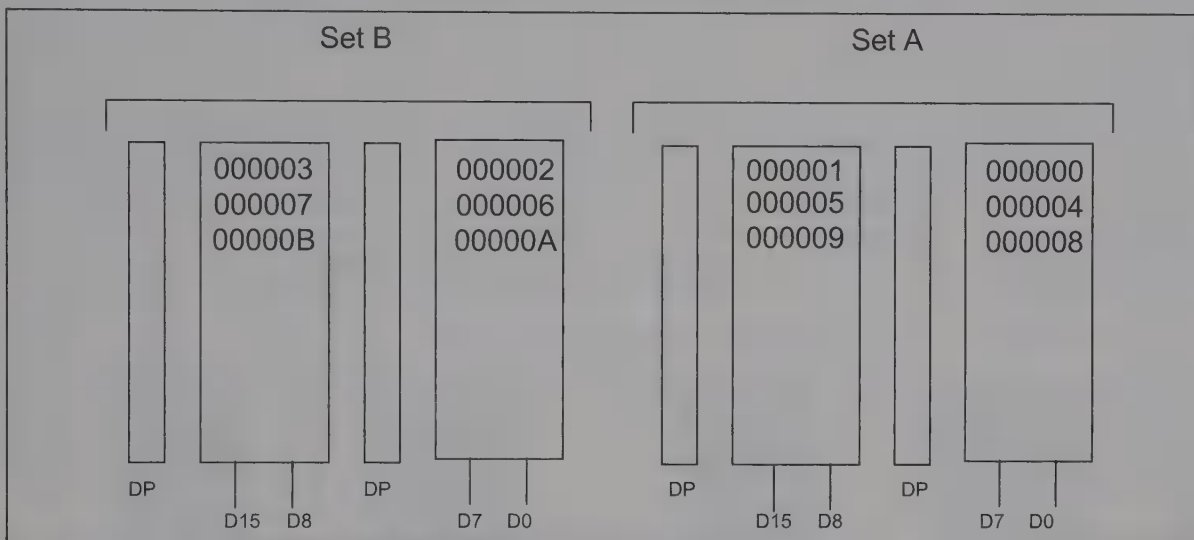 Set B
Set A
000003
000007
00000B
000002
000006
00000A
000001
000005
000009
000000
000004
000008
DP
D15 D8
DP
D7 D0
DP
D15 D8
DP
D7 D0